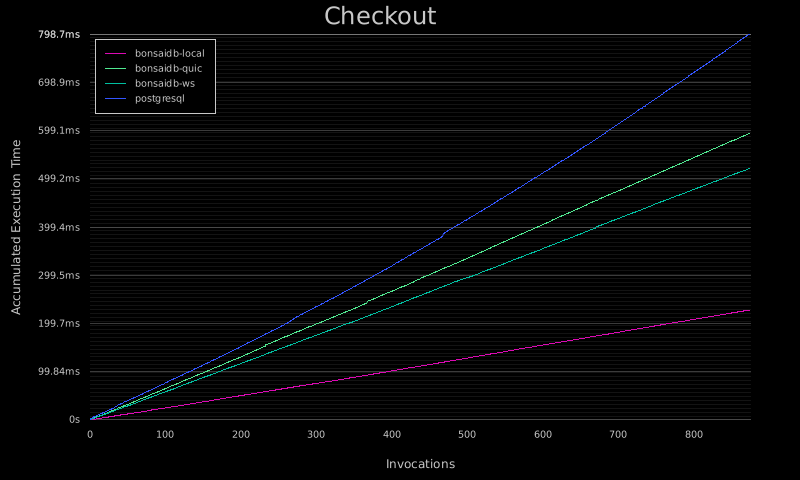 Checkout
798.7ms
698.9ms
599.1ms
499.2ms
399.4ms
299.5ms
199.7ms
99.84ms
0s
bonsaidb-local
bonsaidb-quic
bonsaidb-ws
postgresql
Accumulated Execution Time
0 100 200 300 400 500 600 700 800
Invocations